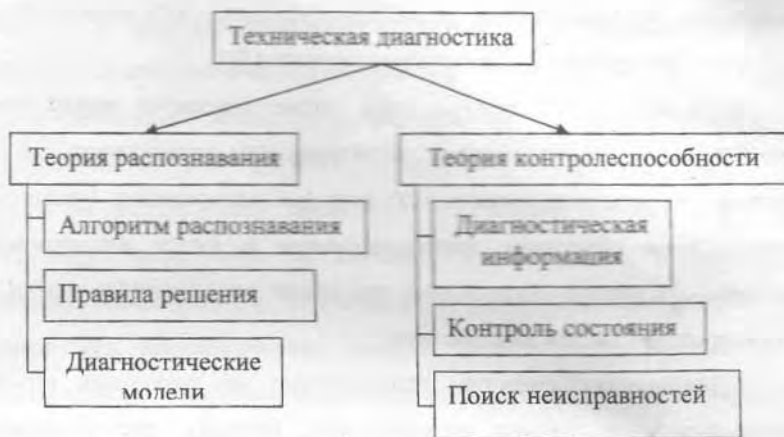 Техническая диагностика
Теория распознавания
Алгоритм распознавания
Правила решения
Диагностические
модели
Теория контролеспособности
Диагностическая
информация
Контроль состояния
Поиск неисправностей